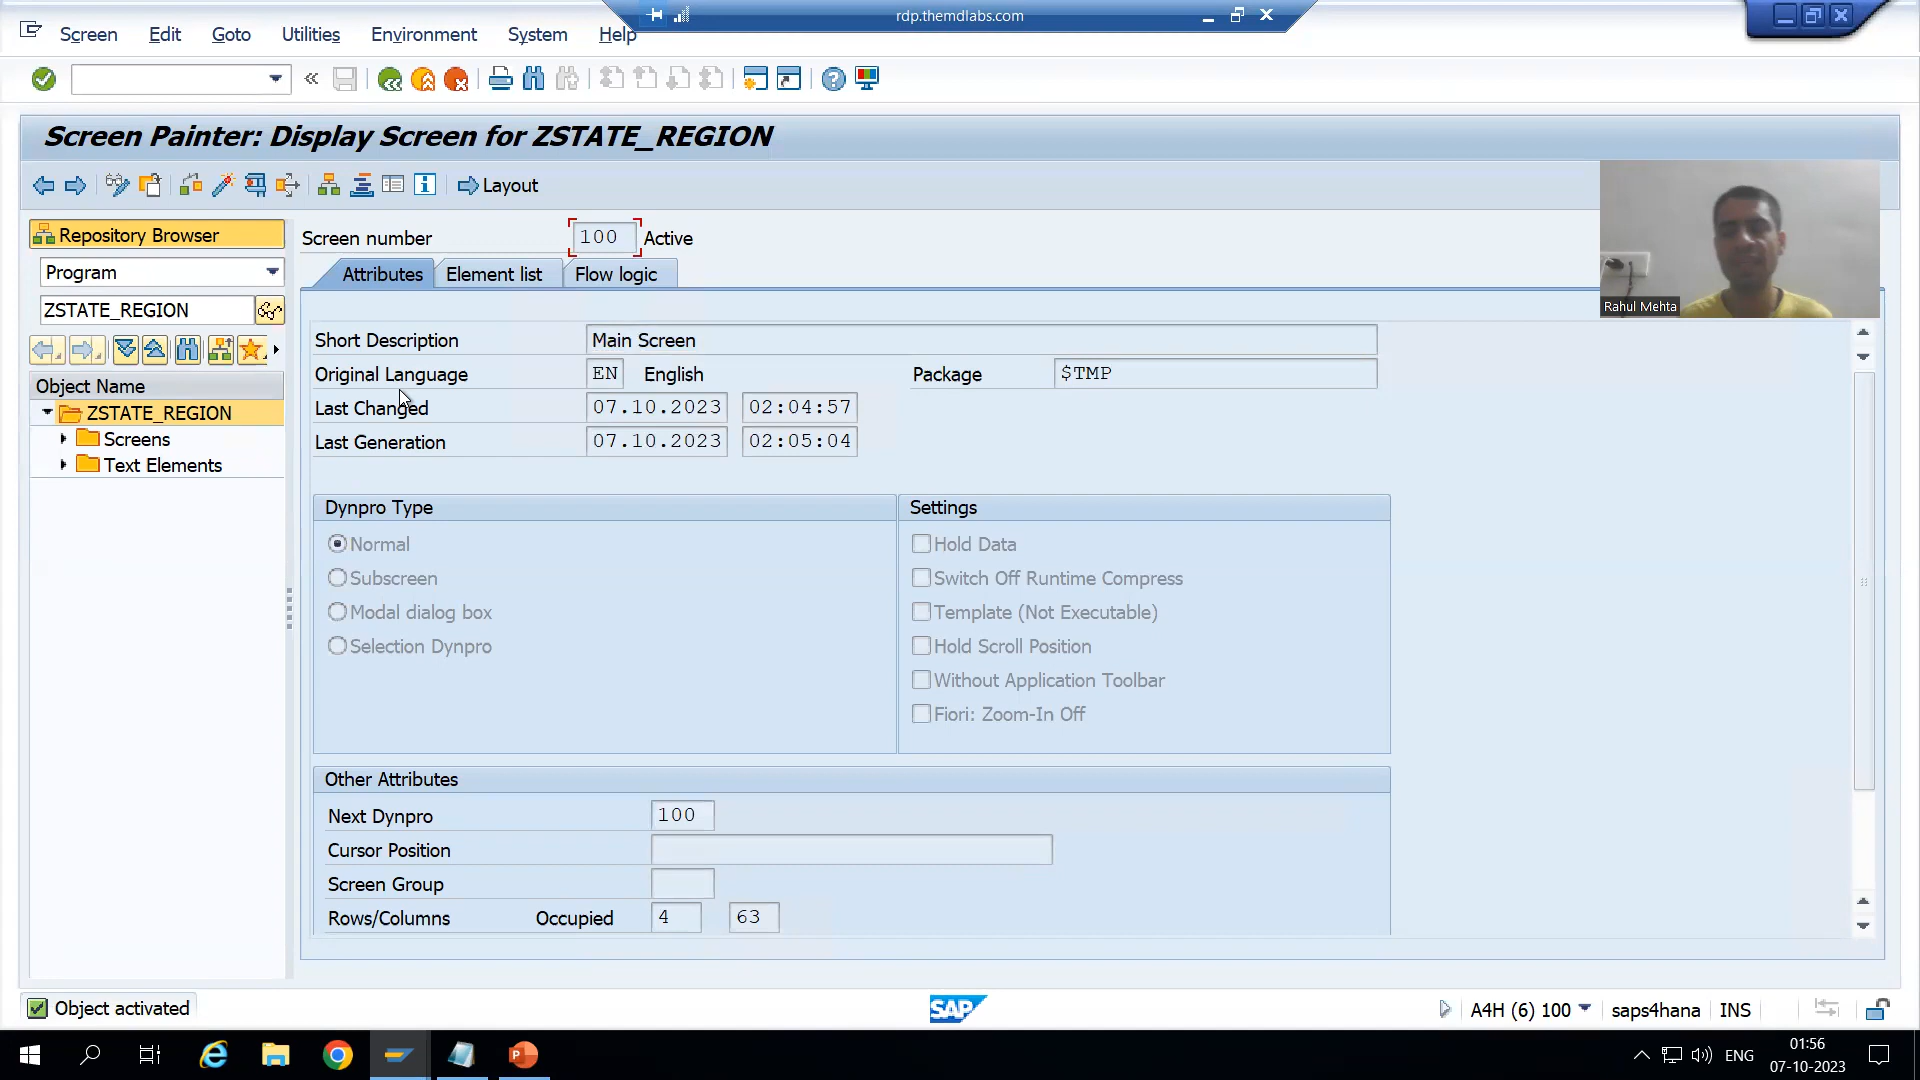 rdp.themdlabs.com
Screen Edit Goto Utilities Environment System Help
Screen Painter: Display Screen for ZSTATE_REGION
Layout
Repository Browser
Program
ZSTATE_REGION
Object Name
ZSTATE_REGION
Screens
Text Elements
Screen number 100 Active
Attributes Element list Flow logic
Short Description Main Screen
Original Language EN English Package $TMP
Last Changed 07.10.2023 02:04:57
Last Generation 07.10.2023 02:05:04
Dynpro Type
Normal
Subscreen
Modal dialog box
Selection Dynpro
Settings
Hold Data
Switch Off Runtime Compress
Template (Not Executable)
Hold Scroll Position
Without Application Toolbar
Fiori: Zoom-In Off
Other Attributes
Next Dynpro 100
Cursor Position
Screen Group
Rows/Columns Occupied 4 63
Rahul Mehta
Object activated
SAP
A4H (6) 100 saps4hana INS
ENG
01:56
07-10-2023